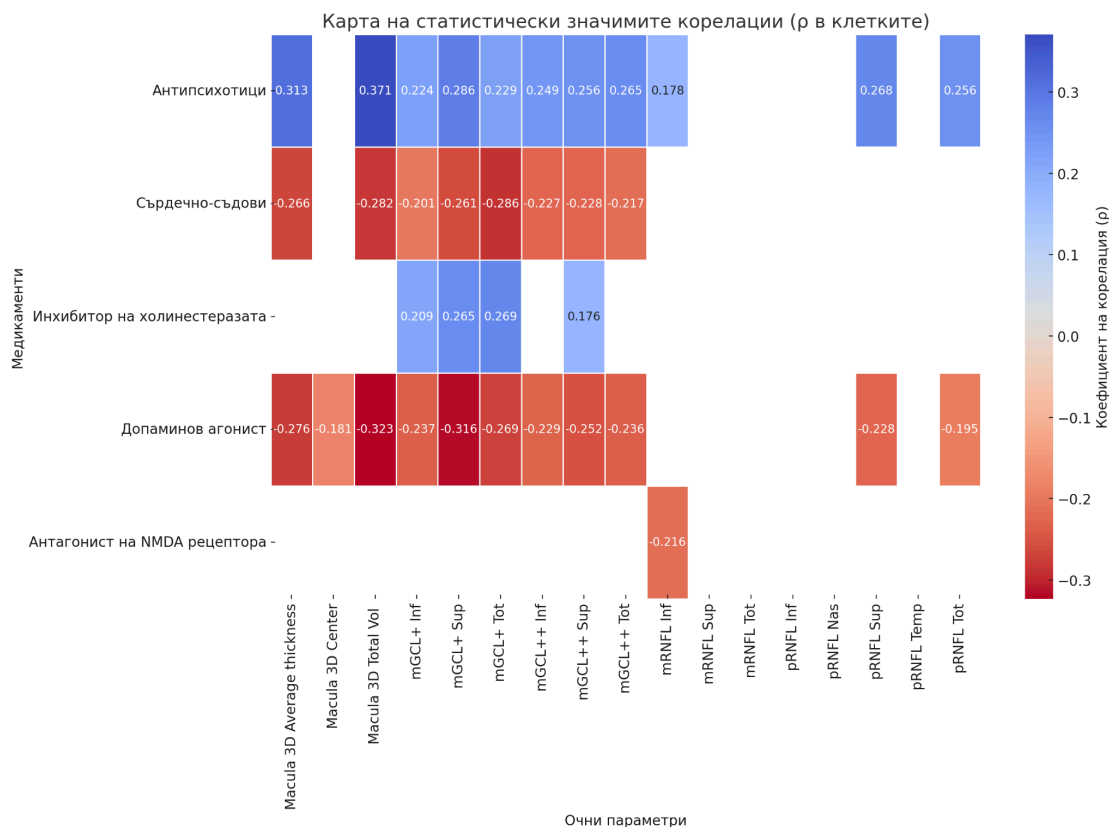 Карта на статистически значимите корелации (ρ в клетките)
Медикаменти
Антипсихотици
0.313 0.371 0.224 0.286 0.229 0.249 0.256 0.265 0.178 0.268 0.256
Сърдечно-съдови
-0.266 -0.282 -0.201 -0.261 -0.286 -0.227 -0.228 -0.217
Инхибитор на холинестеразата
0.209 0.265 0.269 0.176
Допаминов агонист
-0.276 -0.181 -0.323 -0.237 -0.316 -0.269 -0.229 -0.252 -0.236 -0.228 -0.195
Антагонист на NMDA рецептора
-0.216
Macula 3D Average thickness
Macula 3D Center
Macula 3D Total Vol
mGCL+ Inf
mGCL+ Sup
mGCL+ Tot
mGCL++ Inf
mGCL++ Sup
mGCL++ Tot
mRNFL Inf
mRNFL Sup
mRNFL Tot
pRNFL Inf
pRNFL Nas
pRNFL Sup
pRNFL Temp
pRNFL Tot
Очни параметри
0.3
0.2
0.1
0.0
−0.1
−0.2
−0.3
Коефициент на корелация (ρ)